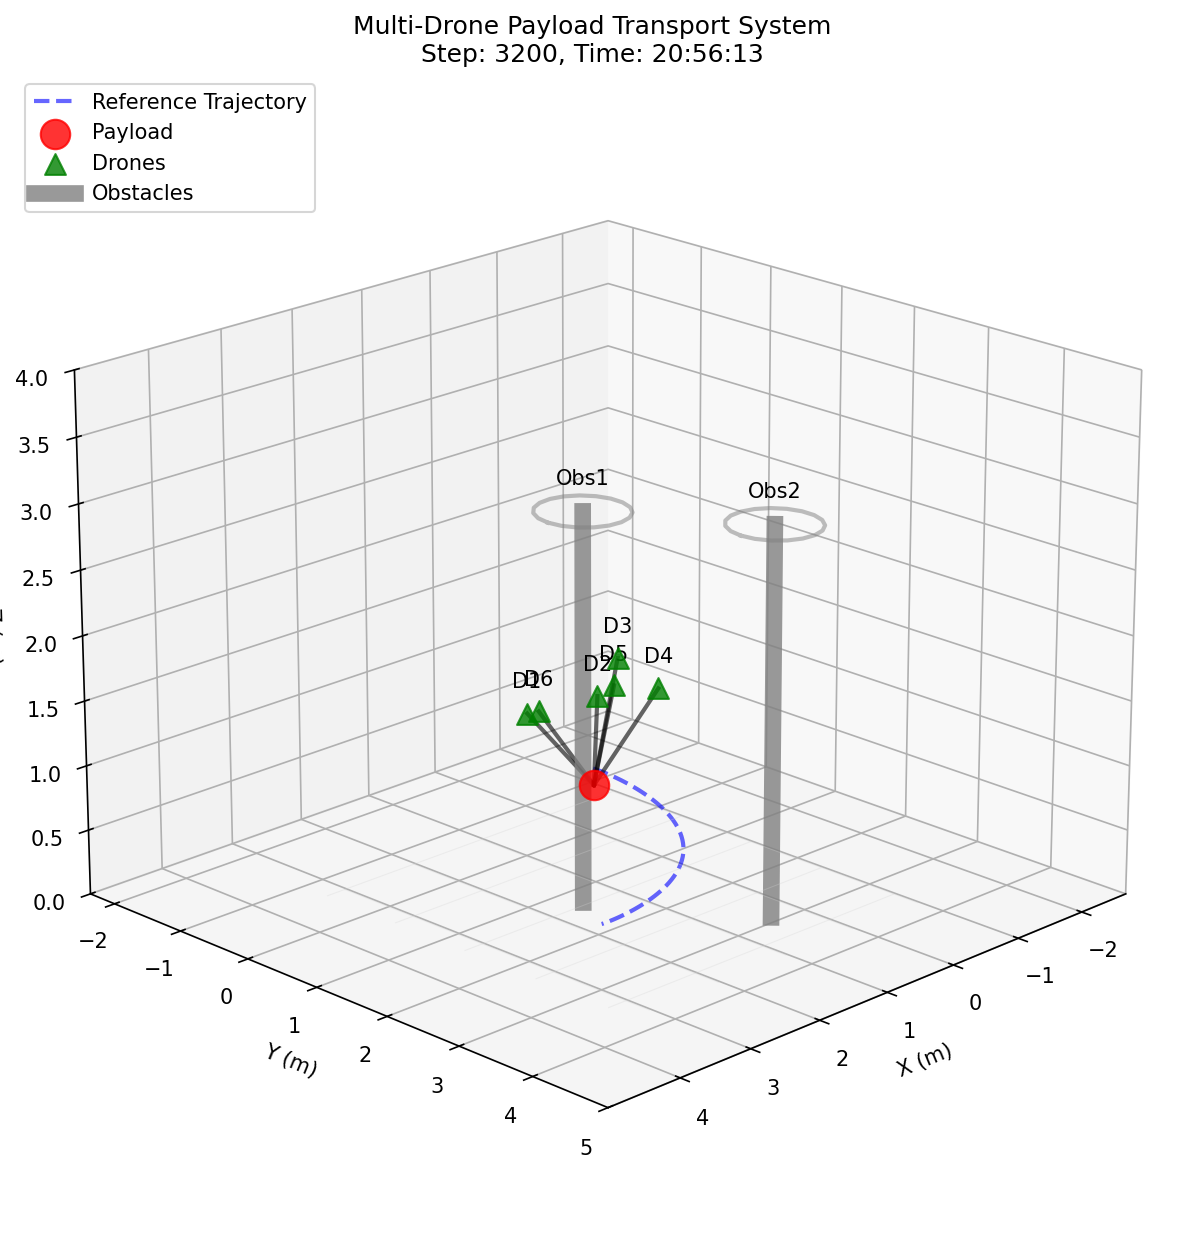 Multi-Drone Payload Transport System
Step: 3200, Time: 20:56:13
Reference Trajectory
Payload
Drones
Obstacles
4.0
3.5
3.0
2.5
2.0
1.5
1.0
0.5
0.0
Obs1
Obs2
D3
D5
D2
D4
D1
D6
−2
−1
0
1
2
3
4
5
Y (m)
−2
−1
0
1
2
3
4
X (m)